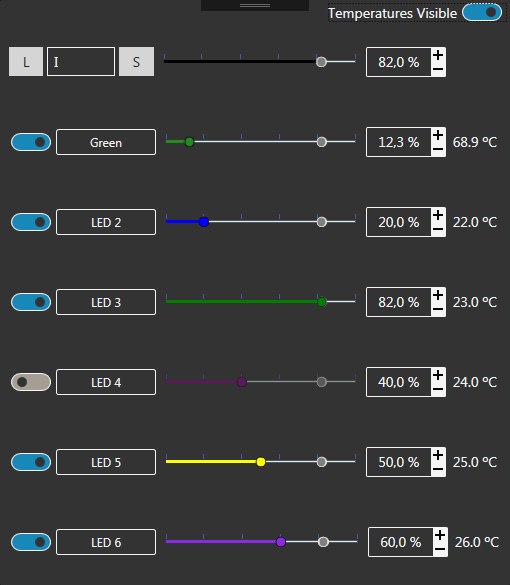 Temperatures Visible
L I S 82,0 % + −
Green 12,3 % + − 68.9 ºC
LED 2 20,0 % + − 22.0 ºC
LED 3 82,0 % + − 23.0 ºC
LED 4 40,0 % + − 24.0 ºC
LED 5 50,0 % + − 25.0 ºC
LED 6 60,0 % + − 26.0 ºC